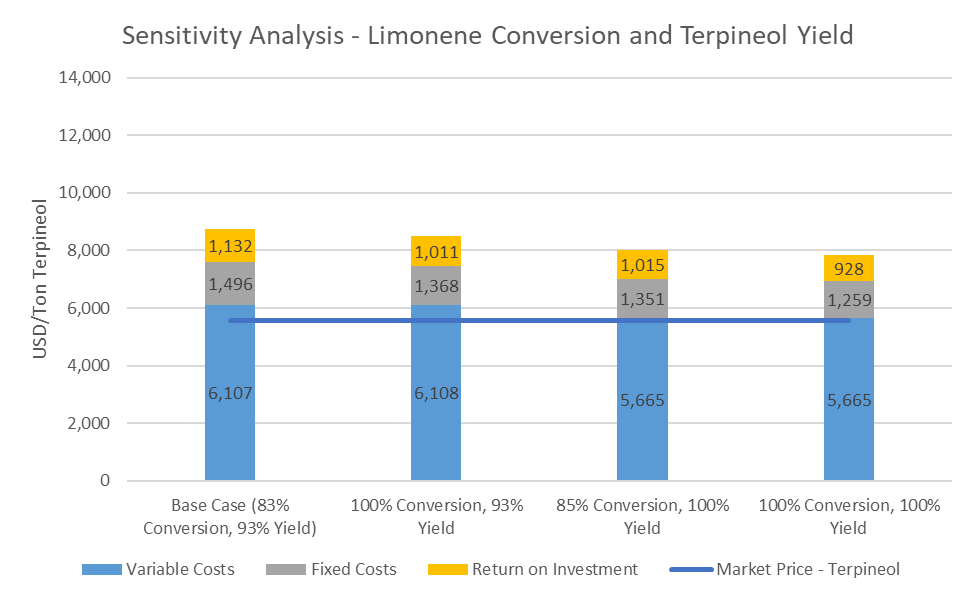 Sensitivity Analysis - Limonene Conversion and Terpineol Yield
14,000
12,000
10,000
8,000
6,000
4,000
2,000
0
USD/Ton Terpineol
1,132
1,011
1,015
928
1,496
1,368
1,351
1,259
6,107
6,108
5,665
5,665
Base Case (83%
Conversion, 93% Yield)
100% Conversion, 93%
Yield
85% Conversion, 100%
Yield
100% Conversion, 100%
Yield
Variable Costs
Fixed Costs
Return on Investment
Market Price - Terpineol